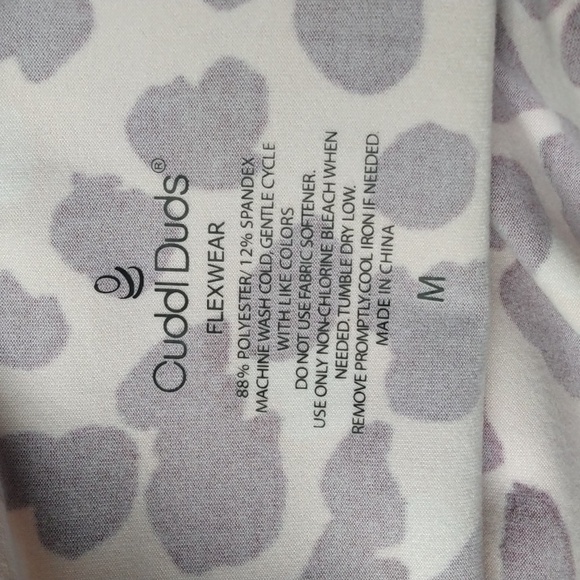 Cuddl Duds®
FLEXWEAR
88% POLYESTER/ 12% SPANDEX
MACHINE WASH COLD, GENTLE CYCLE
WITH LIKE COLORS
DO NOT USE FABRIC SOFTENER.
USE ONLY NON-CHLORINE BLEACH WHEN
NEEDED. TUMBLE DRY LOW.
REMOVE PROMPTLY.COOL IRON IF NEEDED.
MADE IN CHINA
M